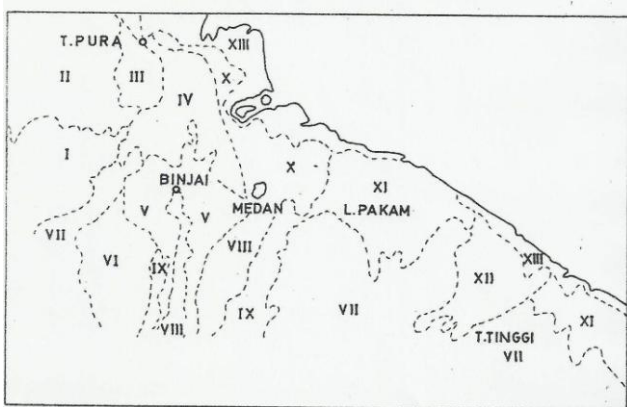 T.PURA
XIII
II
III
X
IV
I
BINJAI
X
XI
V
V
MEDAN
L.PAKAM
VII
VIII
VI
IX
XIII
XII
IX
VII
XI
VIII
T.TINGGI
VII